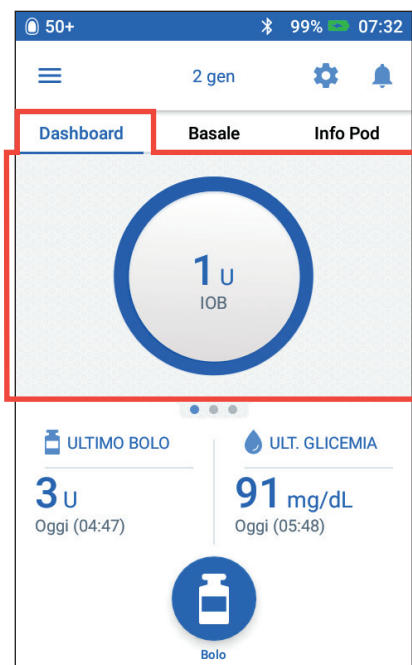 50+ 99% 07:32
2 gen
Dashboard Basale Info Pod
1 U
IOB
ULTIMO BOLO ULT. GLICEMIA
3 U 91 mg/dL
Oggi (04:47) Oggi (05:48)
Bolo